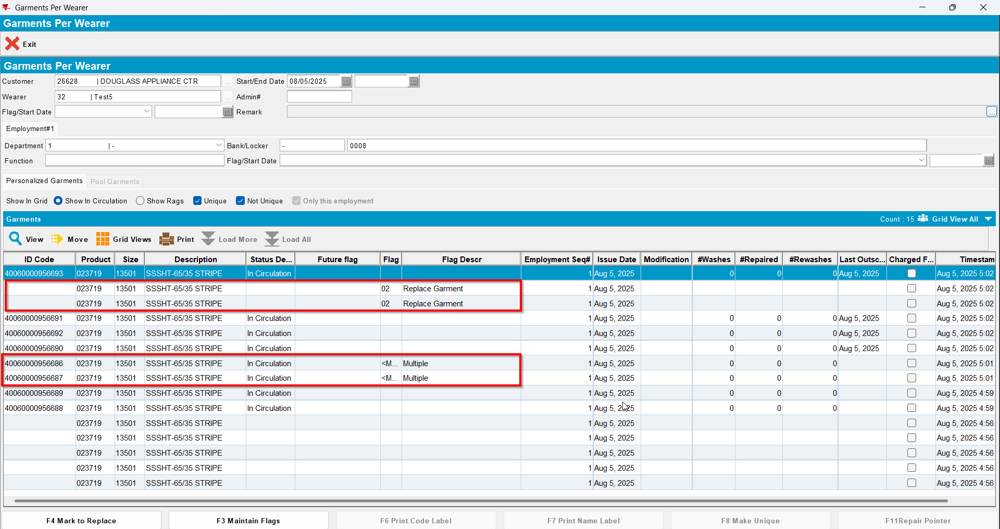 Garments Per Wearer
Garments Per Wearer
Exit
Garments Per Wearer
Customer 26628 | DOUGLASS APPLIANCE CTR ... Start/End Date 08/05/2025 16 16
Wearer 32 | Test5 ... Admin#
Flag/Start Date 16 Remark ...
Employment#1
Department 1 | - Bank/Locker - 0008
Function Flag/Start Date 16
Personalized Garments Pool Garments
Show In Grid Show In Circulation Show Rags Unique Not Unique Only this employment
Garments Count : 15 Grid View All
View Move Grid Views Print Load More Load All
ID Code Product Size Description Status De... Future flag Flag Flag Descr Employment Seq# Issue Date Modification #Washes #Repaired #Rewashes Last Outsc... Charged F... Timestam
40060000956693 023719 13501 SSSHT-65/35 STRIPE In Circulation 1 Aug 5, 2025 0 0 0 Aug 5, 2025 Aug 5, 2025 5:02
023719 13501 SSSHT-65/35 STRIPE 02 Replace Garment 1 Aug 5, 2025 Aug 5, 2025 5:02
023719 13501 SSSHT-65/35 STRIPE 02 Replace Garment 1 Aug 5, 2025 Aug 5, 2025 5:02
40060000956691 023719 13501 SSSHT-65/35 STRIPE In Circulation 1 Aug 5, 2025 0 0 0 Aug 5, 2025 Aug 5, 2025 5:02
40060000956692 023719 13501 SSSHT-65/35 STRIPE In Circulation 1 Aug 5, 2025 0 0 0 Aug 5, 2025 Aug 5, 2025 5:02
40060000956690 023719 13501 SSSHT-65/35 STRIPE In Circulation 1 Aug 5, 2025 0 0 0 Aug 5, 2025 Aug 5, 2025 5:02
40060000956686 023719 13501 SSSHT-65/35 STRIPE In Circulation <M... Multiple 1 Aug 5, 2025 0 0 0 Aug 5, 2025 5:01
40060000956687 023719 13501 SSSHT-65/35 STRIPE In Circulation <M... Multiple 1 Aug 5, 2025 0 0 0 Aug 5, 2025 5:01
40060000956689 023719 13501 SSSHT-65/35 STRIPE In Circulation 1 Aug 5, 2025 0 0 0 Aug 5, 2025 4:59
40060000956688 023719 13501 SSSHT-65/35 STRIPE In Circulation 1 Aug 5, 2025 0 0 0 Aug 5, 2025 4:59
023719 13501 SSSHT-65/35 STRIPE 1 Aug 5, 2025 Aug 5, 2025 4:56
023719 13501 SSSHT-65/35 STRIPE 1 Aug 5, 2025 Aug 5, 2025 4:56
023719 13501 SSSHT-65/35 STRIPE 1 Aug 5, 2025 Aug 5, 2025 4:56
023719 13501 SSSHT-65/35 STRIPE 1 Aug 5, 2025 Aug 5, 2025 4:56
023719 13501 SSSHT-65/35 STRIPE 1 Aug 5, 2025 Aug 5, 2025 4:56
F4 Mark to Replace F3 Maintain Flags F6 Print Code Label F7 Print Name Label F8 Make Unique F11Repair Pointer